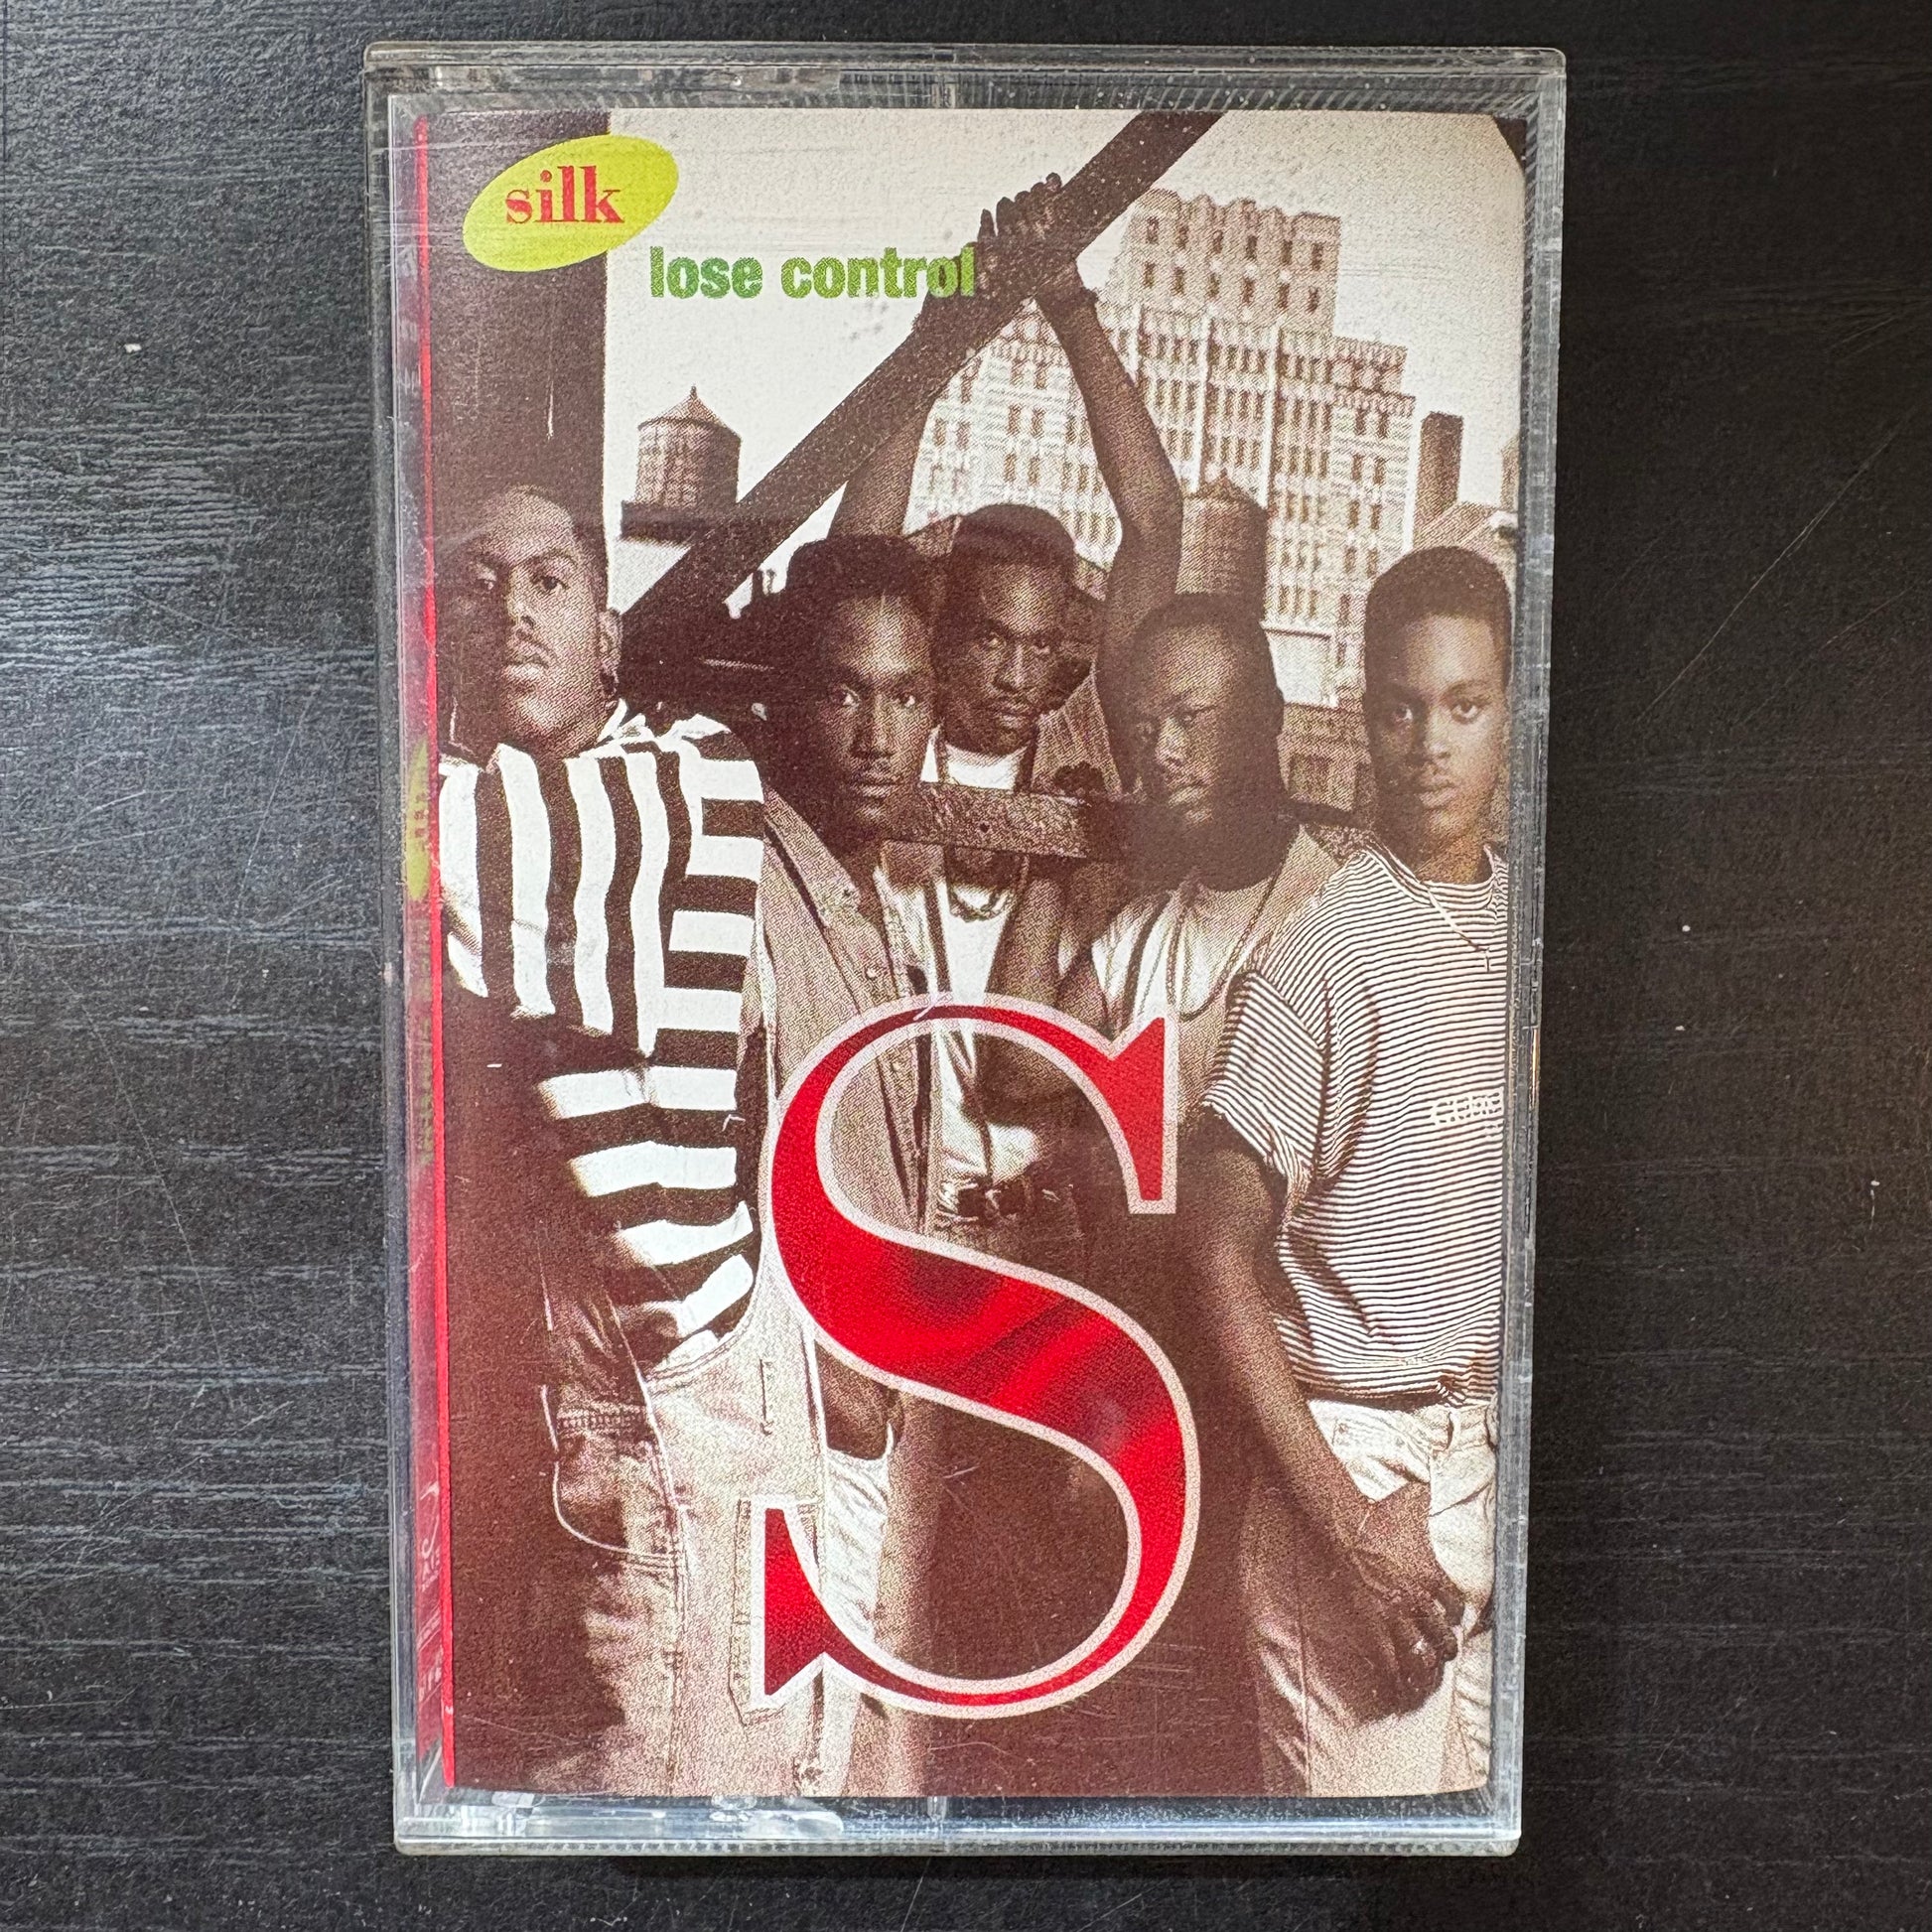 silk
lose control
S